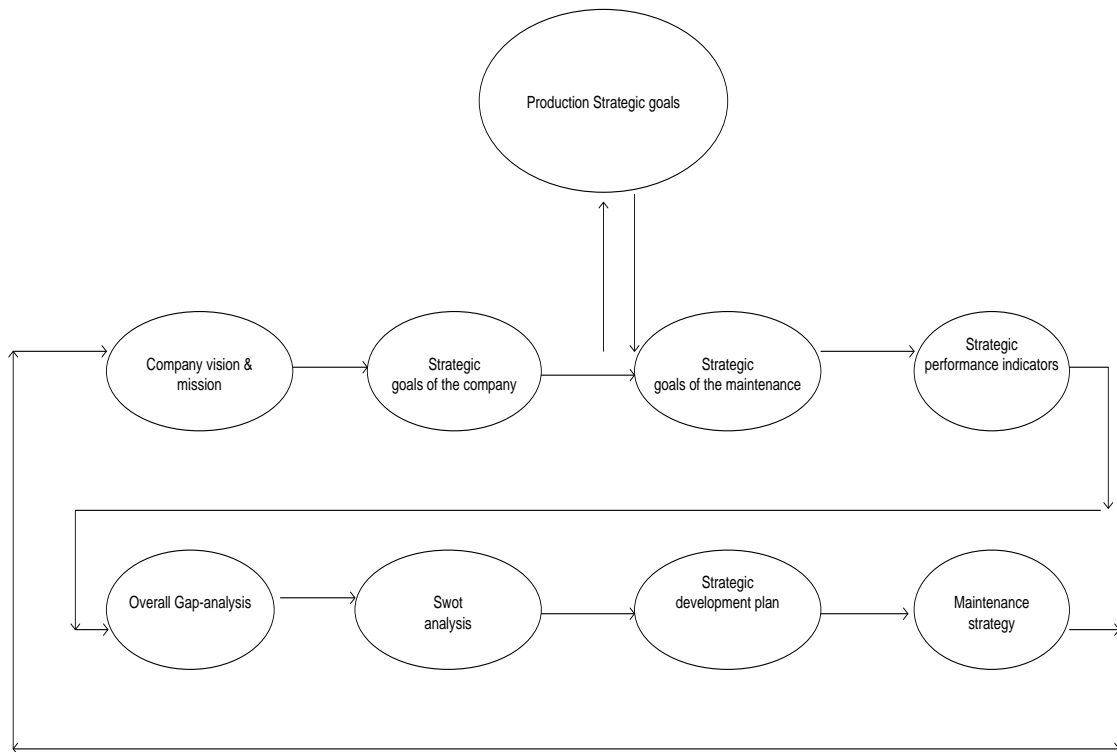 Production Strategic goals
Company vision &
mission
Strategic
goals of the company
Strategic
goals of the maintenance
Strategic
performance indicators
Overall Gap-analysis
Swot
analysis
Strategic
development plan
Maintenance
strategy